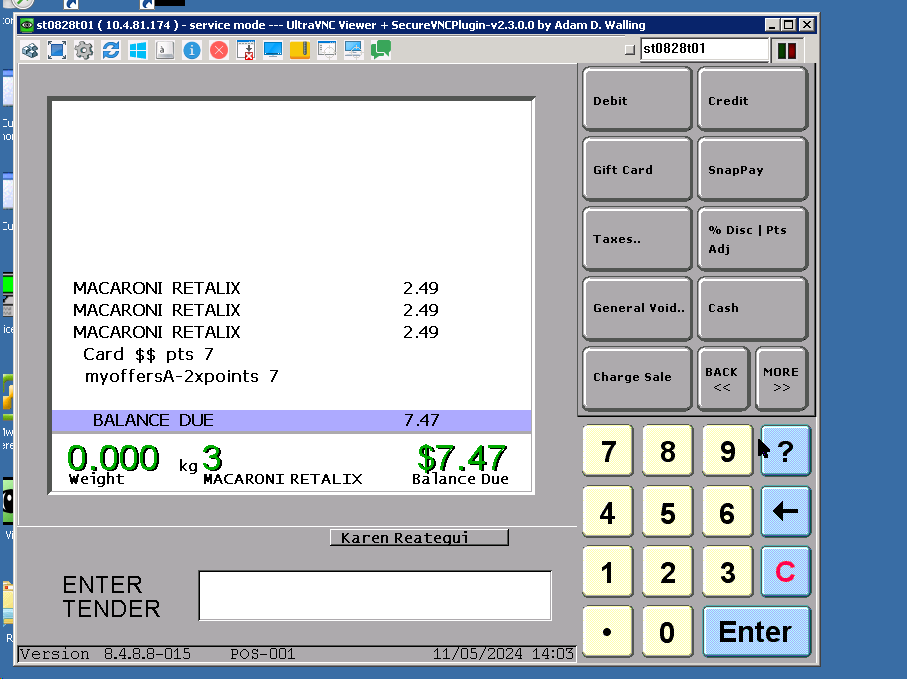 st0828t01 ( 10.4.81.174 ) - service mode --- UltraVNC Viewer + SecureVNCPlugin-v2.3.0.0 by Adam D. Walling
st0828t01
Debit
Credit
Gift Card
SnapPay
Taxes..
% Disc | Pts
Adj
General Void..
Cash
Charge Sale
BACK
<<
MORE
>>
MACARONI RETALIX 2.49
MACARONI RETALIX 2.49
MACARONI RETALIX 2.49
Card $$ pts 7
myoffersA-2xpoints 7
BALANCE DUE 7.47
0.000 kg 3 $7.47
Weight MACARONI RETALIX Balance Due
7 8 9 ?
4 5 6 ←
1 2 3 C
• 0 Enter
Karen Reategui
ENTER
TENDER
Version 8.4.8.8-015 POS-001 11/05/2024 14:03